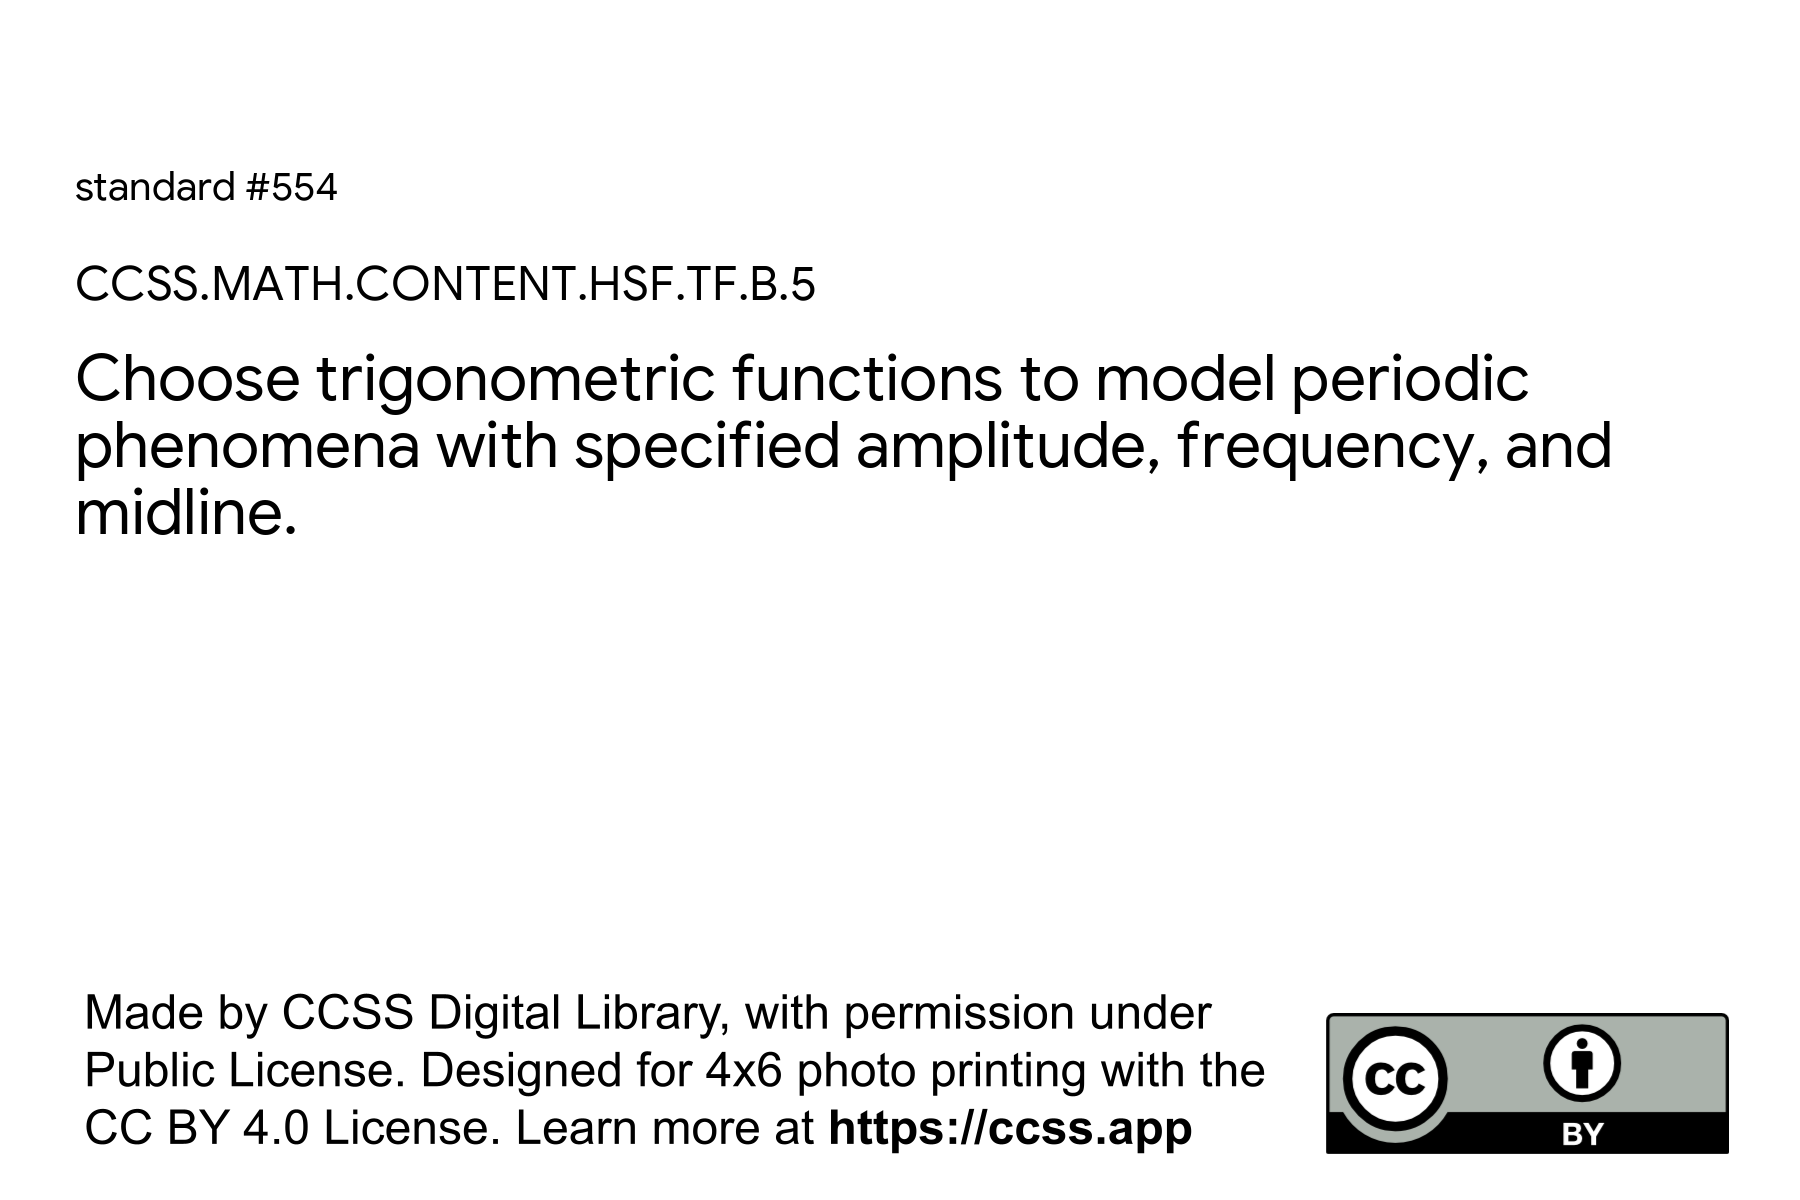 standard #554
CCSS.MATH.CONTENT.HSF.TF.B.5
Choose trigonometric functions to model periodic
phenomena with specified amplitude, frequency, and
midline.
Made by CCSS Digital Library, with permission under
Public License. Designed for 4x6 photo printing with the
CC BY 4.0 License. Learn more at https://ccss.app
CC
BY